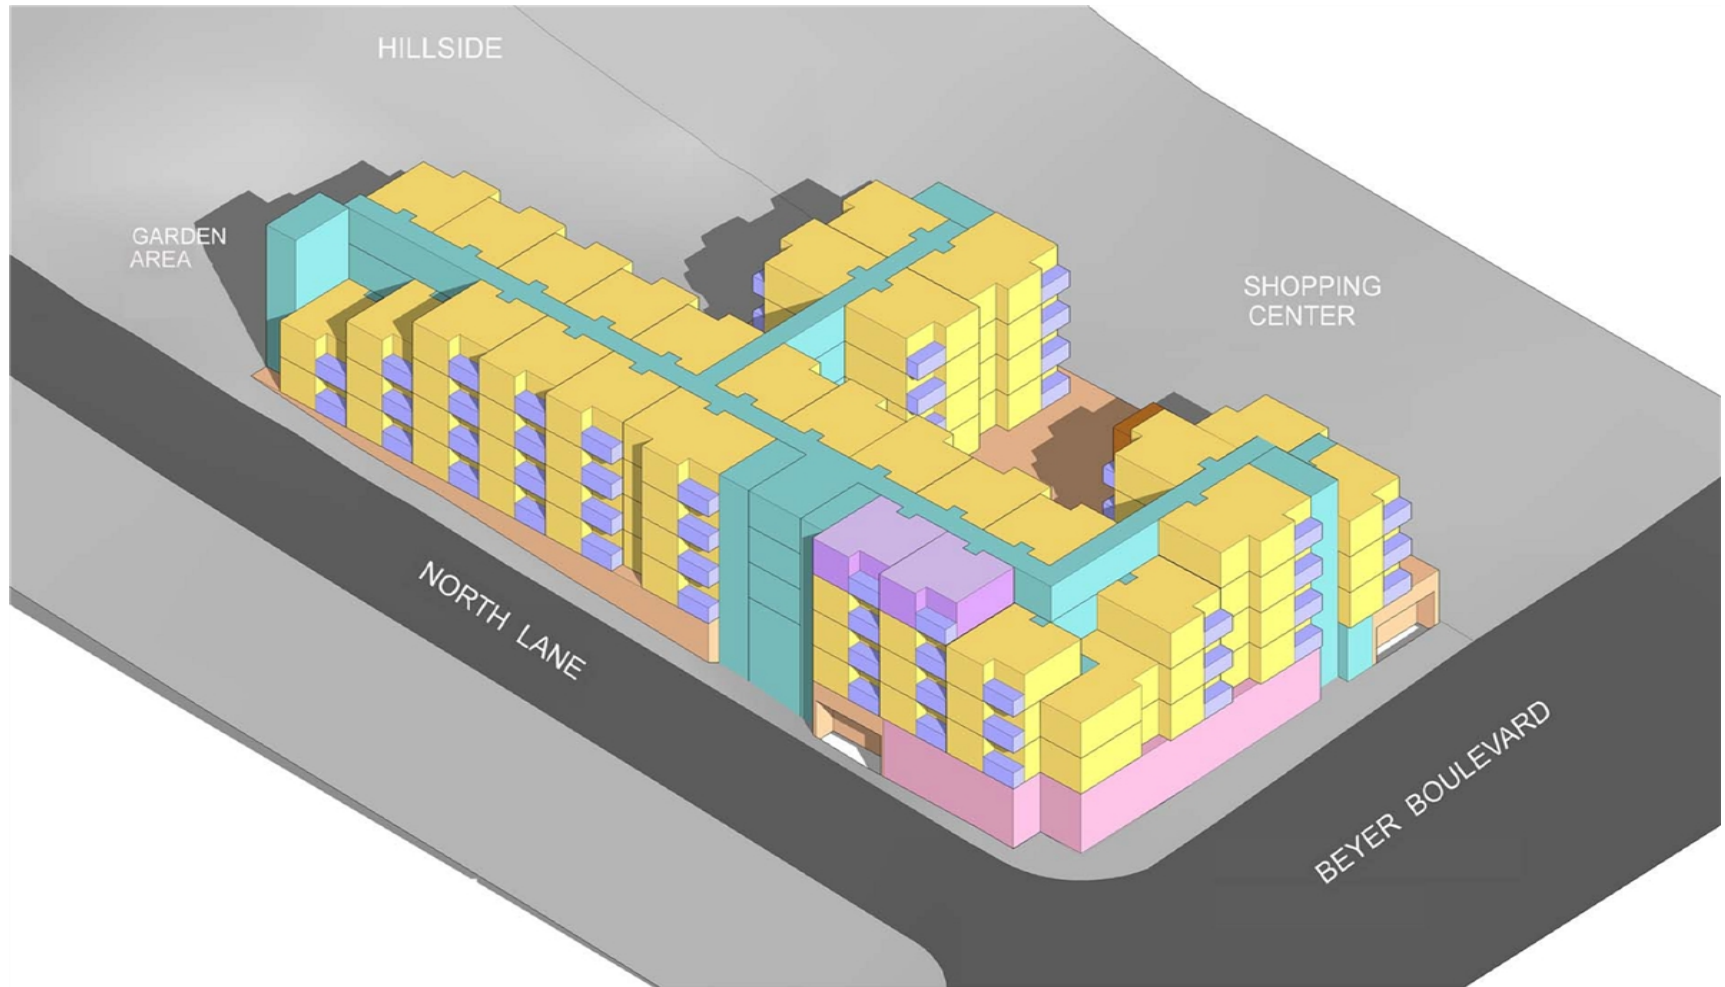 HILLSIDE
GARDEN
AREA
SHOPPING
CENTER
NORTH LANE
BEYER BOULEVARD